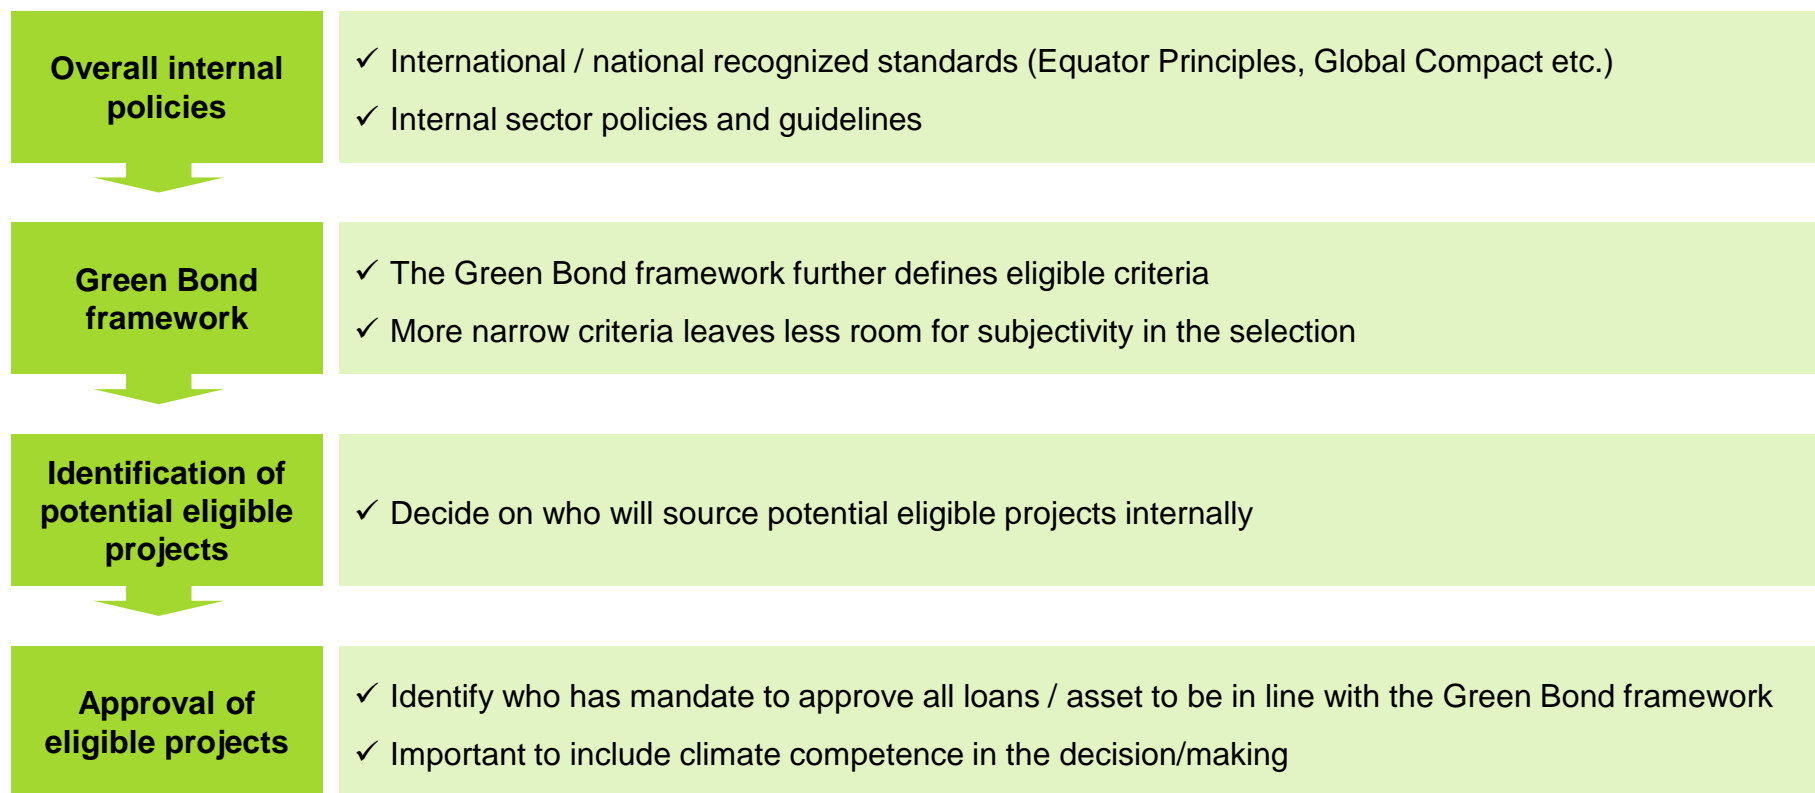 Overall internal
policies
✓ International / national recognized standards (Equator Principles, Global Compact etc.)
✓ Internal sector policies and guidelines
Green Bond
framework
✓ The Green Bond framework further defines eligible criteria
✓ More narrow criteria leaves less room for subjectivity in the selection
Identification of
potential eligible
projects
✓ Decide on who will source potential eligible projects internally
Approval of
eligible projects
✓ Identify who has mandate to approve all loans / asset to be in line with the Green Bond framework
✓ Important to include climate competence in the decision/making